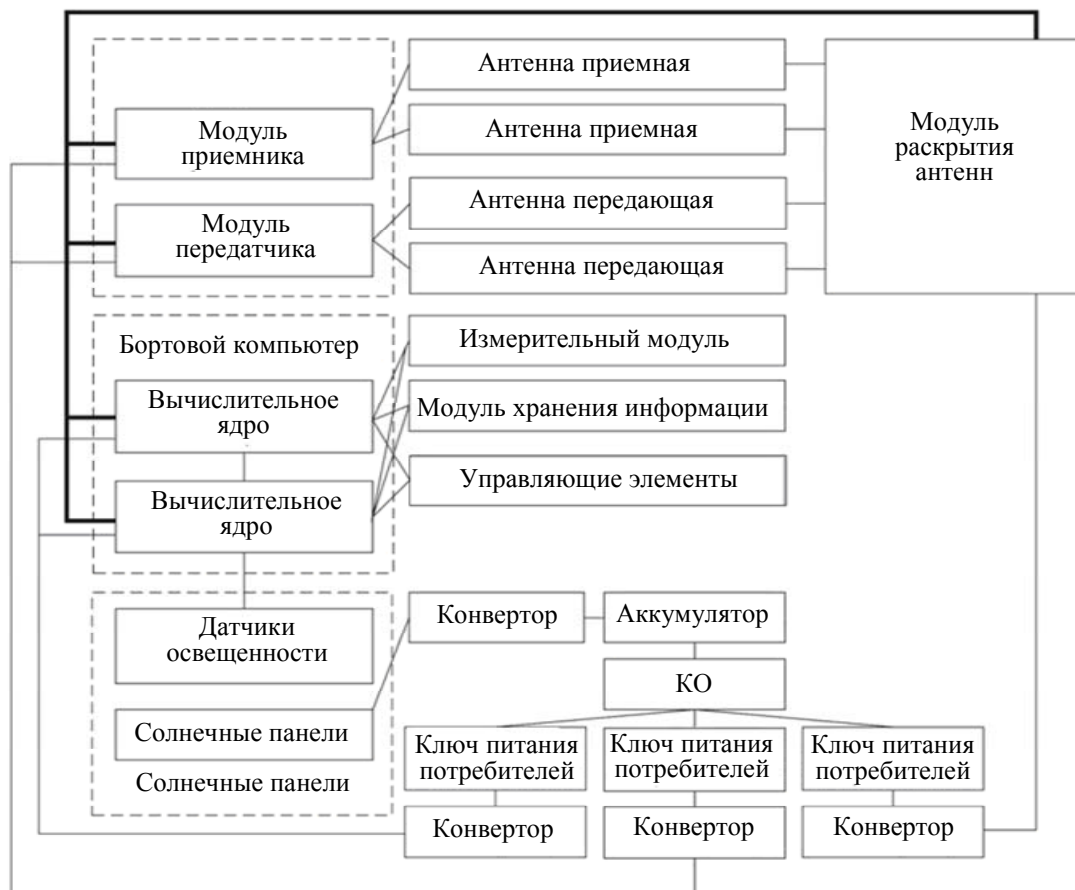 Антенна приемная
Модуль
приемника
Антенна приемная
Модуль
раскрытия
антенн
Модуль
передатчика
Антенна передающая
Антенна передающая
Бортовой компьютер
Измерительный модуль
Вычислительное
ядро
Модуль хранения информации
Вычислительное
ядро
Управляющие элементы
Датчики
освещенности
Конвертор
Аккумулятор
КО
Солнечные панели
Солнечные панели
Ключ питания
потребителей
Ключ питания
потребителей
Ключ питания
потребителей
Конвертор
Конвертор
Конвертор